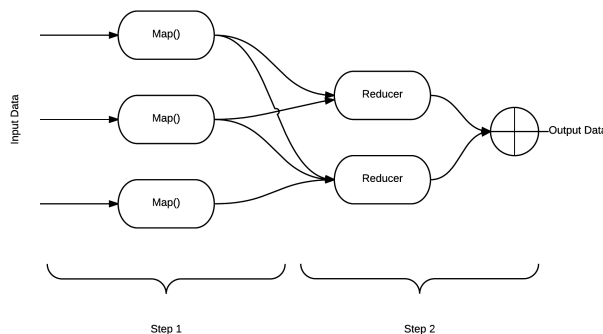 Input Data
Map()
Map()
Map()
Reducer
Reducer
Output Data
Step 1
Step 2